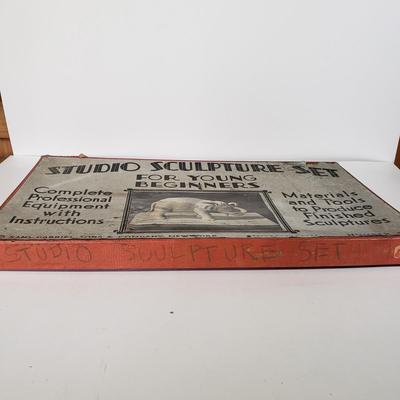 STUDIO SCULPTURE SET
FOR YOUNG
BEGINNERS
Complete
Professional
Equipment
with
Instructions
Materials
and Tools
to Produce
Finished
Sculptures
STUDIO SCULPTURE SET